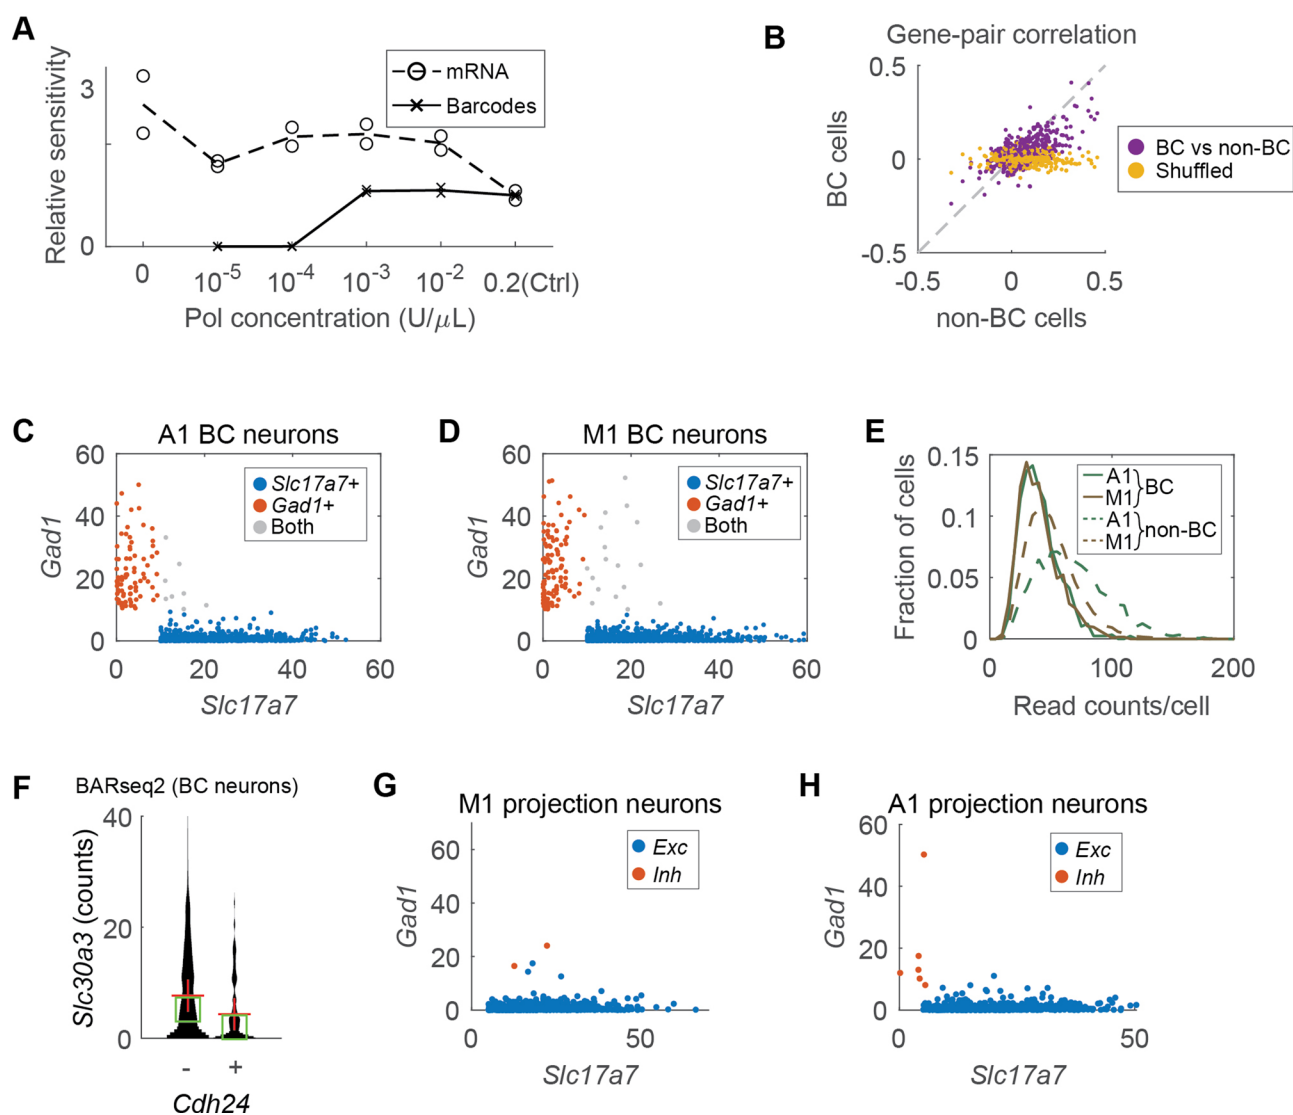 A
Relative sensitivity
3
0
mRNA
Barcodes
0
10-5
10-4
10-3
10-2
0.2(Ctrl)
Pol concentration (U/μL)
B
Gene-pair correlation
BC cells
0.5
0
-0.5
-0.5
0
0.5
non-BC cells
BC vs non-BC
Shuffled
C
A1 BC neurons
Gad1
60
40
20
0
Slc17a7+
Gad1+
Both
0
20
40
60
Slc17a7
D
M1 BC neurons
Gad1
60
40
20
0
Slc17a7+
Gad1+
Both
0
20
40
60
Slc17a7
E
Fraction of cells
0.15
0.1
0.05
0
A1
M1
BC
A1
M1
non-BC
0
100
200
Read counts/cell
F
BARseq2 (BC neurons)
Slc30a3 (counts)
40
20
0
-
+
Cdh24
G
M1 projection neurons
Gad1
60
40
20
0
Exc
Inh
0
50
Slc17a7
H
A1 projection neurons
Gad1
60
40
20
0
Exc
Inh
0
50
Slc17a7